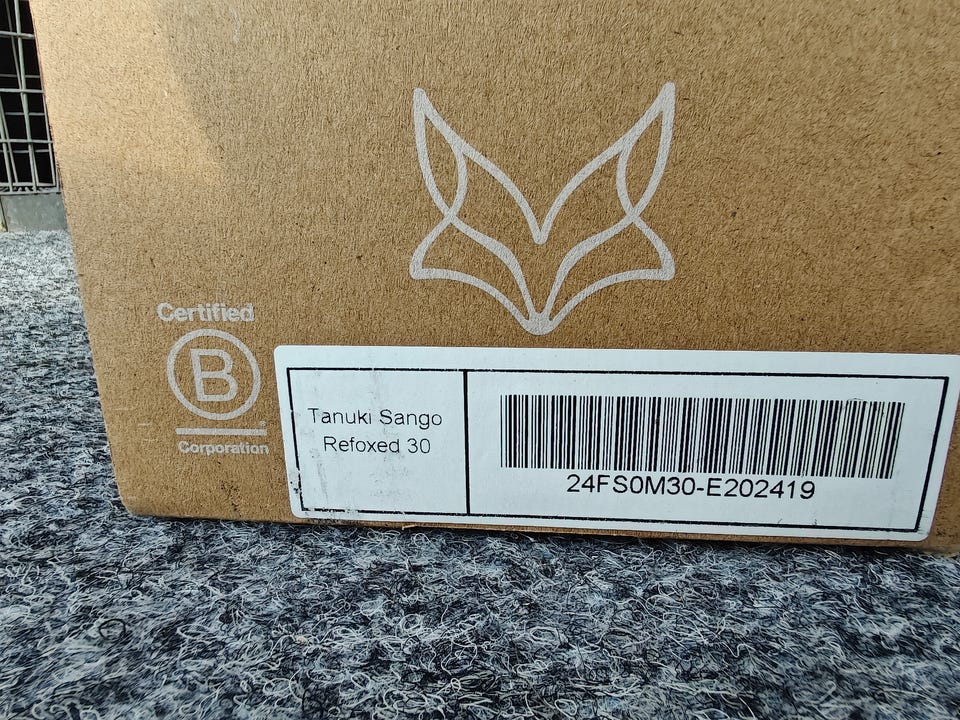 Certified
B
Corporation
Tanuki Sango
Refoxed 30
24FS0M30-E202419